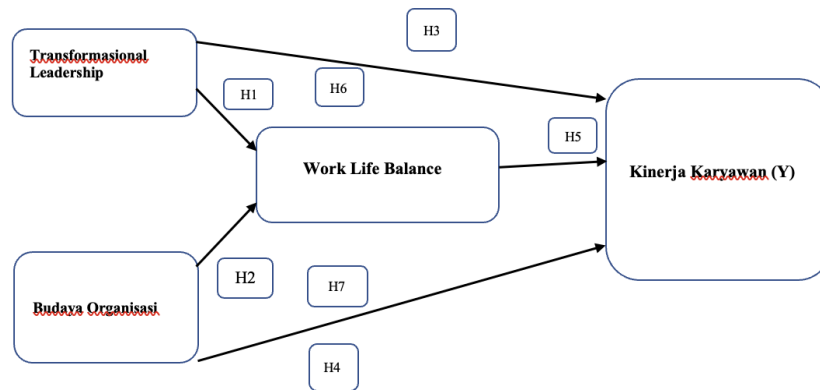 H3
Transformasional
Leadership
H6
H1
H5
Work Life Balance
Kinerja Karyawan (Y)
H2
H7
Budaya Organisasi
H4